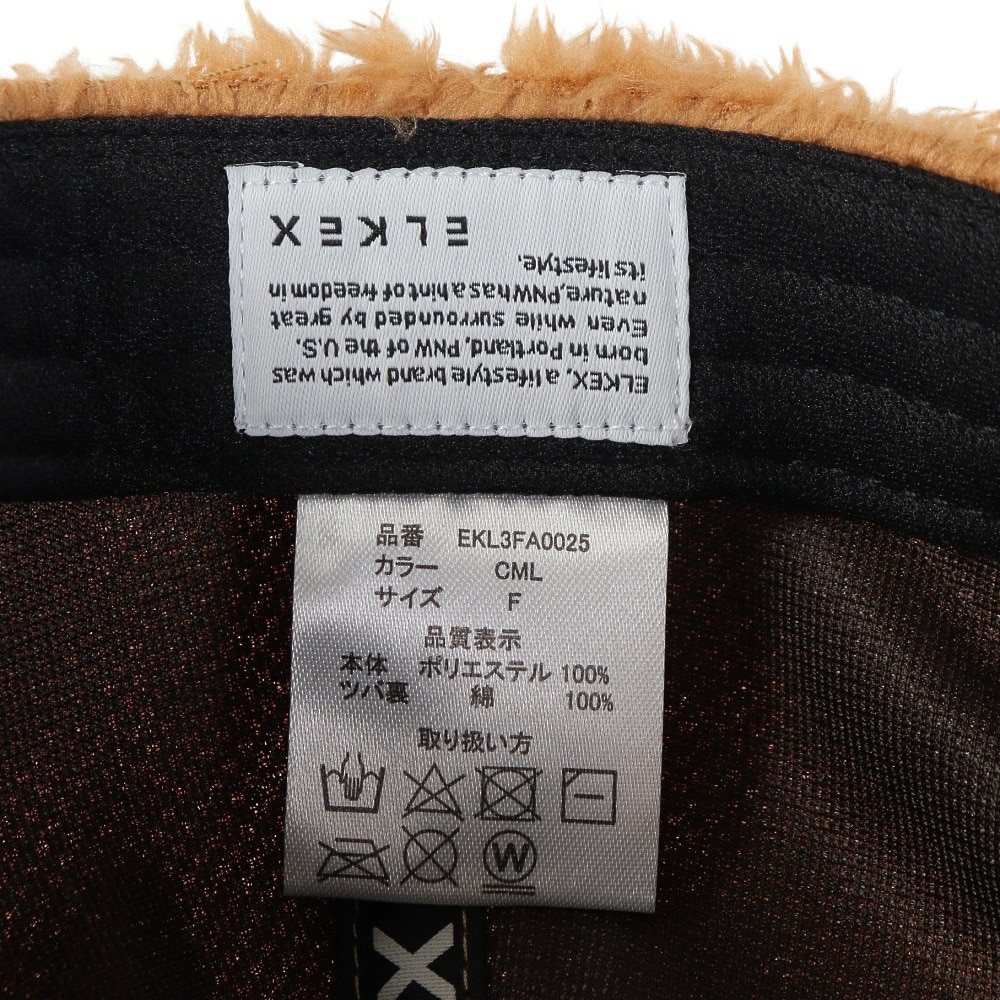 ELKEX, a lifestyle brand which was
born in Portland, PNW of the U.S.
Even while surrounded by great
nature,PNW has a hint of freedom in
its lifestyle.
ELKEX
品番 EKL3FA0025
カラー CML
サイズ F
品質表示
本体 ポリエステル 100%
ツバ裏 綿 100%
取り扱い方
W
X